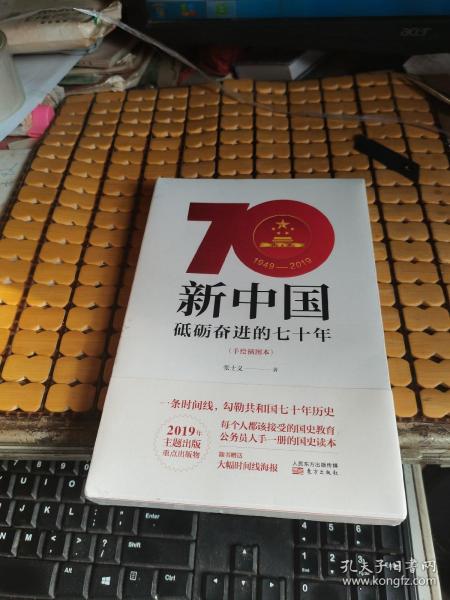 acer
70
1949—2019
新中国
砥砺奋进的七十年
（手绘插图本）
张士义 著
一条时间线，勾勒共和国七十年历史
2019年
主题出版
重点出版物
每个人都该接受的国史教育
公务员人手一册的国史读本
随书赠送
大幅时间线海报
人民东方出版传媒
东方出版社
孔夫子旧书网
www.kongfz.com